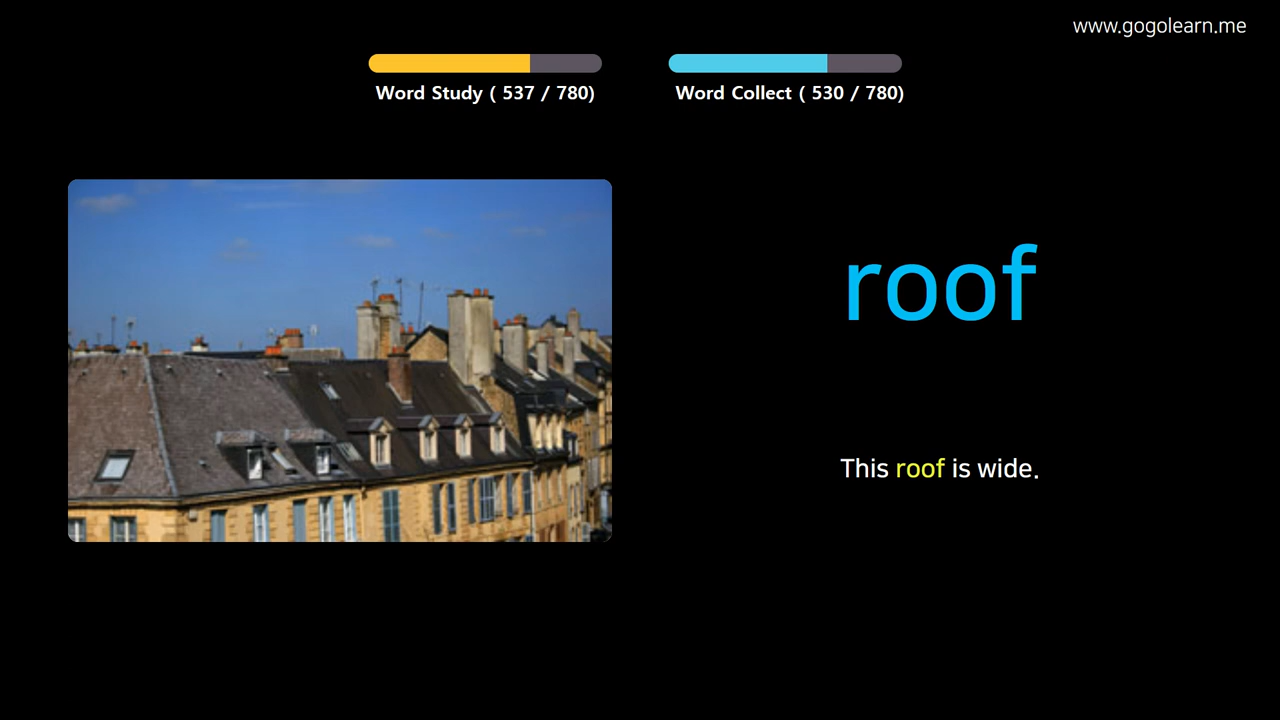 www.gogolearn.me
Word Study ( 537 / 780)
Word Collect ( 530 / 780)
roof
This roof is wide.